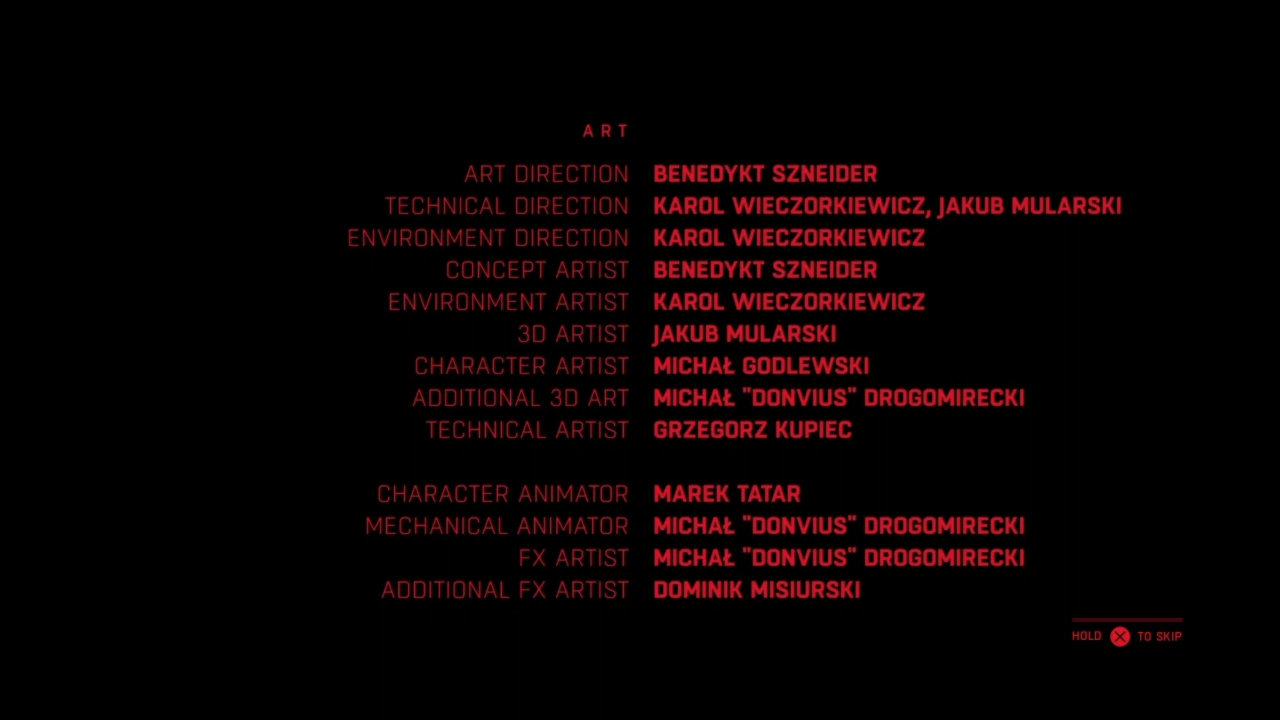 ART
ART DIRECTION BENEDYKT SZNEIDER
TECHNICAL DIRECTION KAROL WIECZORKIEWICZ, JAKUB MULARSKI
ENVIRONMENT DIRECTION KAROL WIECZORKIEWICZ
CONCEPT ARTIST BENEDYKT SZNEIDER
ENVIRONMENT ARTIST KAROL WIECZORKIEWICZ
3D ARTIST JAKUB MULARSKI
CHARACTER ARTIST MICHAŁ GODLEWSKI
ADDITIONAL 3D ART MICHAŁ "DONVIUS" DROGOMIRECKI
TECHNICAL ARTIST GRZEGORZ KUPIEC
CHARACTER ANIMATOR MAREK TATAR
MECHANICAL ANIMATOR MICHAŁ "DONVIUS" DROGOMIRECKI
FX ARTIST MICHAŁ "DONVIUS" DROGOMIRECKI
ADDITIONAL FX ARTIST DOMINIK MISIURSKI
HOLD TO SKIP